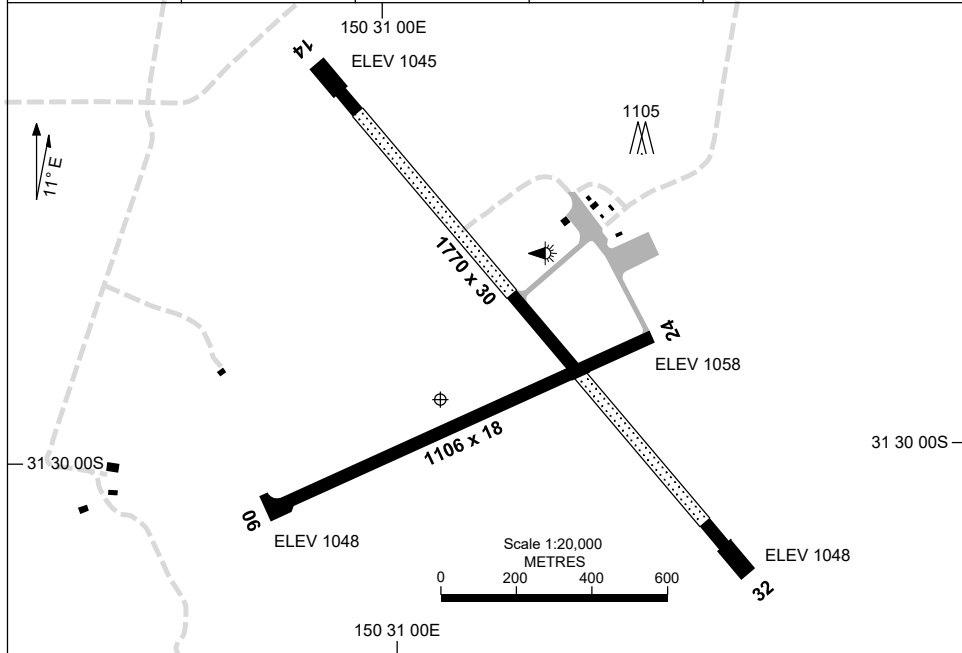 150 31 00E
14
ELEV 1045
1105
11° E
1770 x 30
24
ELEV 1058
1106 x 18
31 30 00S
31 30 00S
06
ELEV 1048
Scale 1:20,000
METRES
0 200 400 600
ELEV 1048
32
150 31 00E